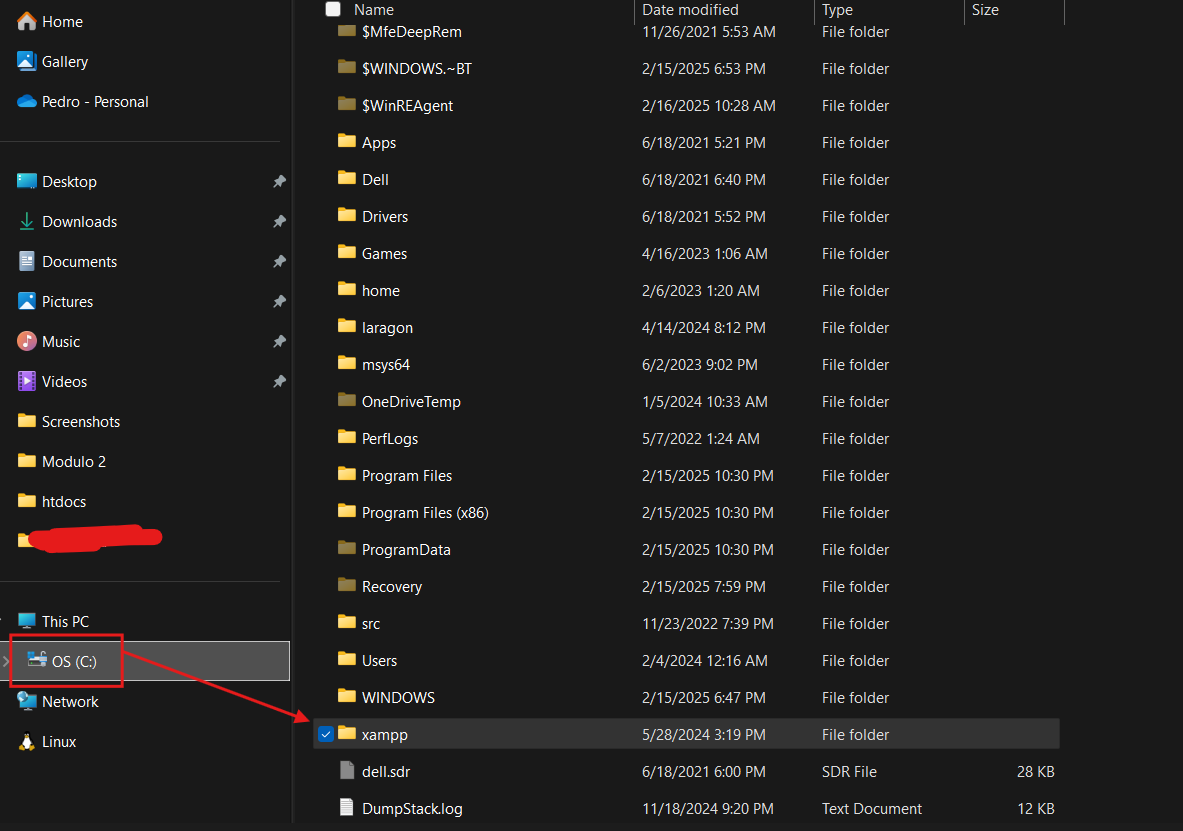 Home
Gallery
Pedro - Personal
Desktop
Downloads
Documents
Pictures
Music
Videos
Screenshots
Modulo 2
htdocs
This PC
OS (C:)
Network
Linux
Name Date modified Type Size
$MfeDeepRem 11/26/2021 5:53 AM File folder
$WINDOWS.~BT 2/15/2025 6:53 PM File folder
$WinREAgent 2/16/2025 10:28 AM File folder
Apps 6/18/2021 5:21 PM File folder
Dell 6/18/2021 6:40 PM File folder
Drivers 6/18/2021 5:52 PM File folder
Games 4/16/2023 1:06 AM File folder
home 2/6/2023 1:20 AM File folder
laragon 4/14/2024 8:12 PM File folder
msys64 6/2/2023 9:02 PM File folder
OneDriveTemp 1/5/2024 10:33 AM File folder
PerfLogs 5/7/2022 1:24 AM File folder
Program Files 2/15/2025 10:30 PM File folder
Program Files (x86) 2/15/2025 10:30 PM File folder
ProgramData 2/15/2025 10:30 PM File folder
Recovery 2/15/2025 7:59 PM File folder
src 11/23/2022 7:39 PM File folder
Users 2/4/2024 12:16 AM File folder
WINDOWS 2/15/2025 6:47 PM File folder
xampp 5/28/2024 3:19 PM File folder
dell.sdr 6/18/2021 6:00 PM SDR File 28 KB
DumpStack.log 11/18/2024 9:20 PM Text Document 12 KB